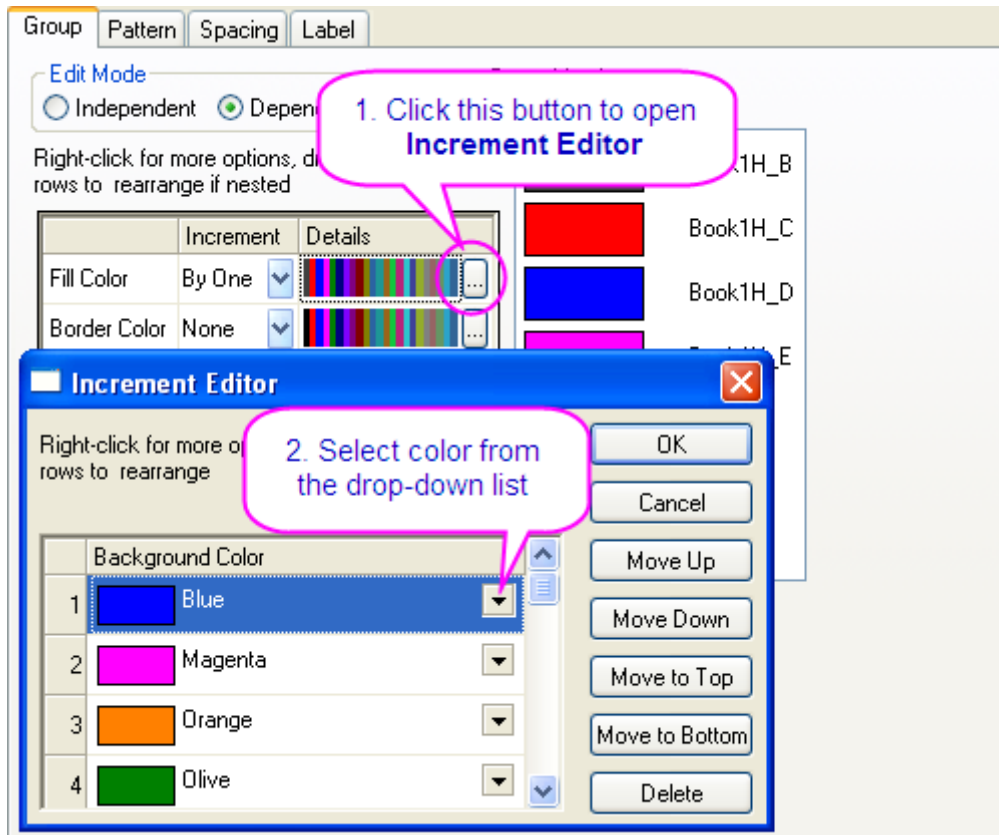 Group Pattern Spacing Label
Edit Mode
Independent Depen
1. Click this button to open
Increment Editor
Right-click for more options, d
rows to rearrange if nested
Increment Details
Fill Color By One ...
Border Color None ...
1H_B
Book1H_C
Book1H_D
_E
Increment Editor
Right-click for more op
rows to rearrange
2. Select color from
the drop-down list
OK
Cancel
Move Up
Move Down
Move to Top
Move to Bottom
Delete
Background Color
1 Blue
2 Magenta
3 Orange
4 Olive